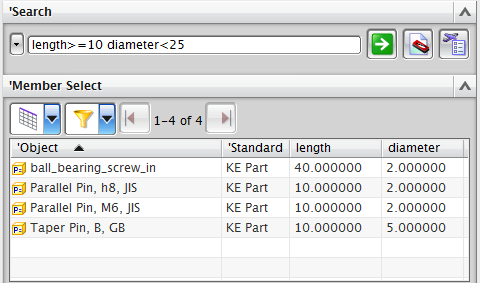 'Search
length>=10 diameter<25
'Member Select
1-4 of 4
'Object 'Standard length diameter
ball_bearing_screw_in KE Part 40.000000 2.000000
Parallel Pin, h8, JIS KE Part 10.000000 2.000000
Parallel Pin, M6, JIS KE Part 10.000000 2.000000
Taper Pin, B, GB KE Part 10.000000 5.000000